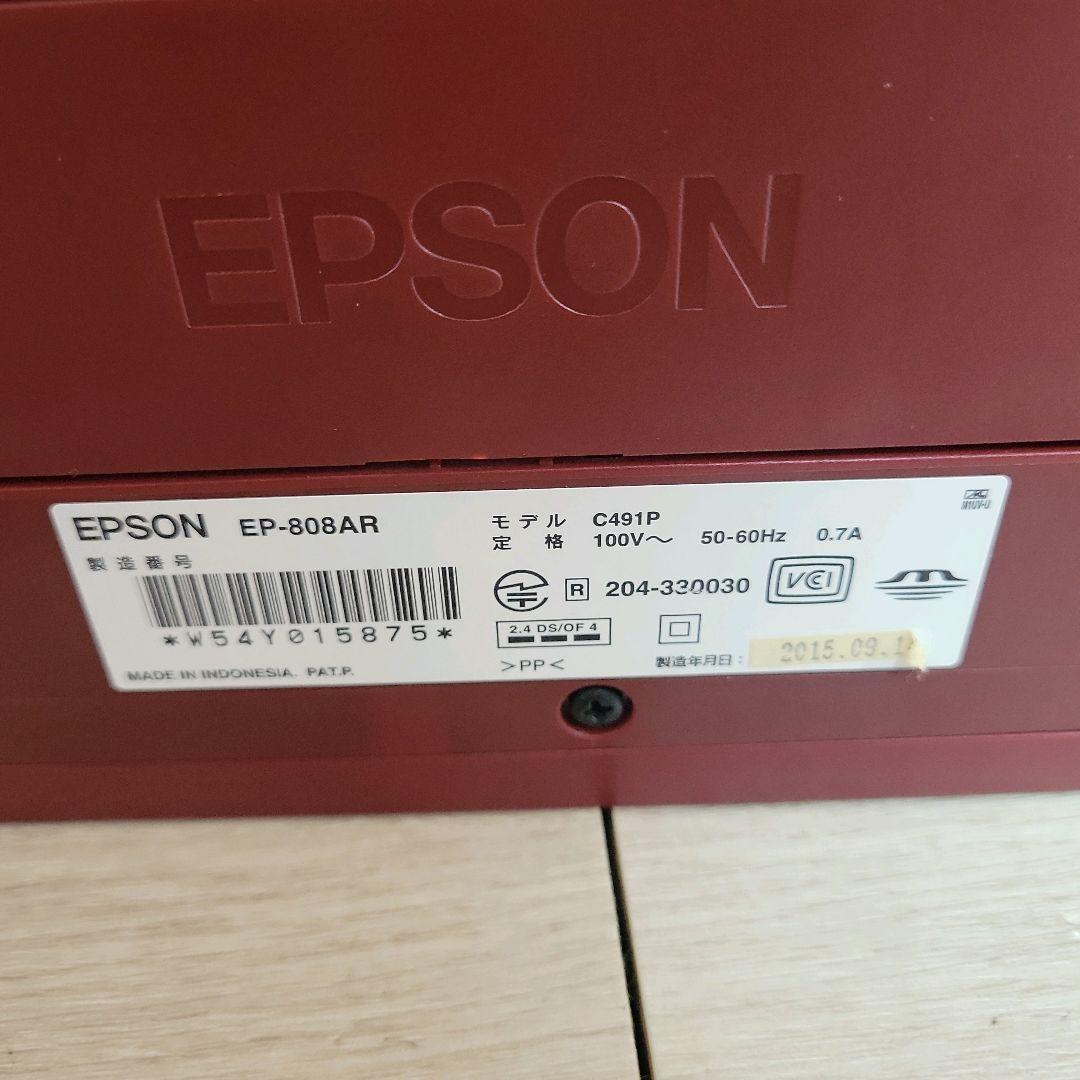 EPSON
EPSON EP-808AR
製造番号
*W54Y015875*
MADE IN INDONESIA. PAT.P.
モデル C491P
定格 100V〜 50-60Hz 0.7A
R 204-330030 VCI
2.4 DS/OF 4
>PP<
製造年月日: 2015.09.1